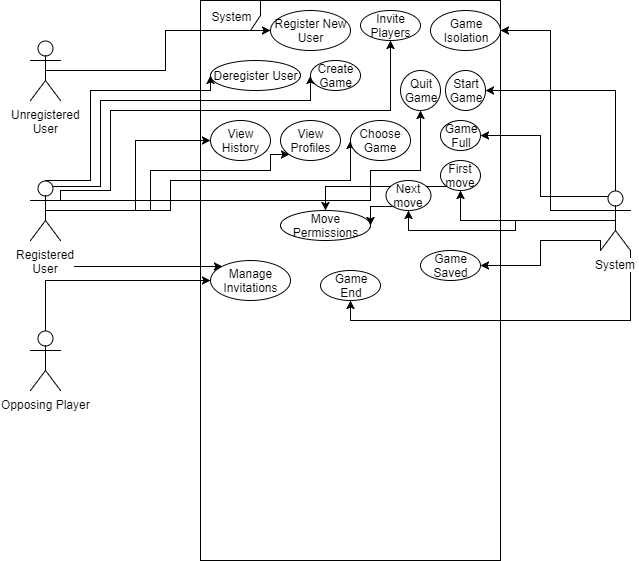 System
Register New
User
Invite
Players
Game
Isolation
Deregister User
Create
Game
Quit
Game
Start
Game
Unregistered
User
View
History
View
Profiles
Choose
Game
Game
Full
First
move
Next
move
Move
Permissions
Registered
User
System
Manage
Invitations
Game
End
Game
Saved
Opposing Player